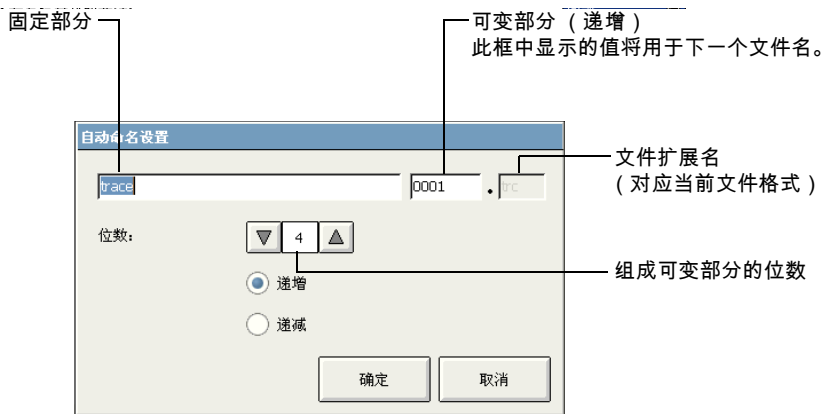 固定部分
可变部分（递增）
此框中显示的值将用于下一个文件名。
自动命名设置
trace 0001 . trc
文件扩展名
（对应当前文件格式）
位数： 4
组成可变部分的位数
递增
递减
确定 取消